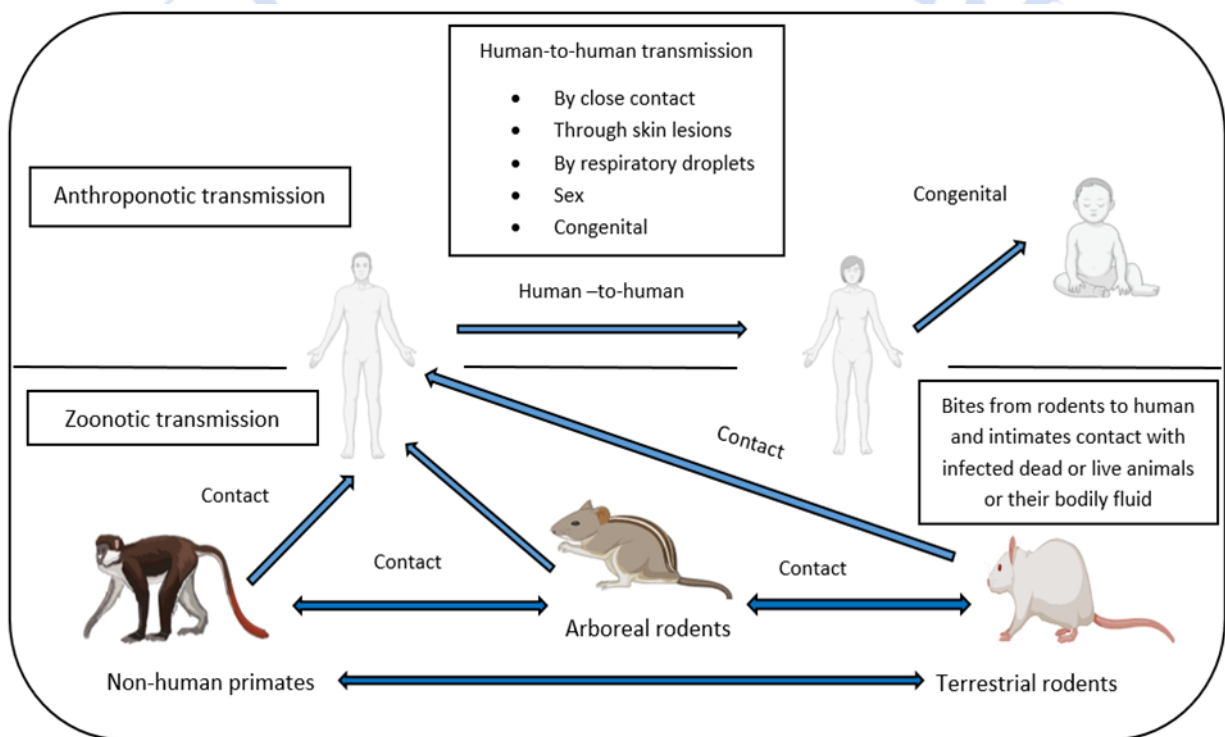 Human-to-human transmission
• By close contact
• Through skin lesions
• By respiratory droplets
• Sex
• Congenital
Anthroponotic transmission
Congenital
Human –to-human
Zoonotic transmission
Bites from rodents to human
and intimates contact with
infected dead or live animals
or their bodily fluid
Contact
Contact
Contact
Contact
Arboreal rodents
Non-human primates
Terrestrial rodents